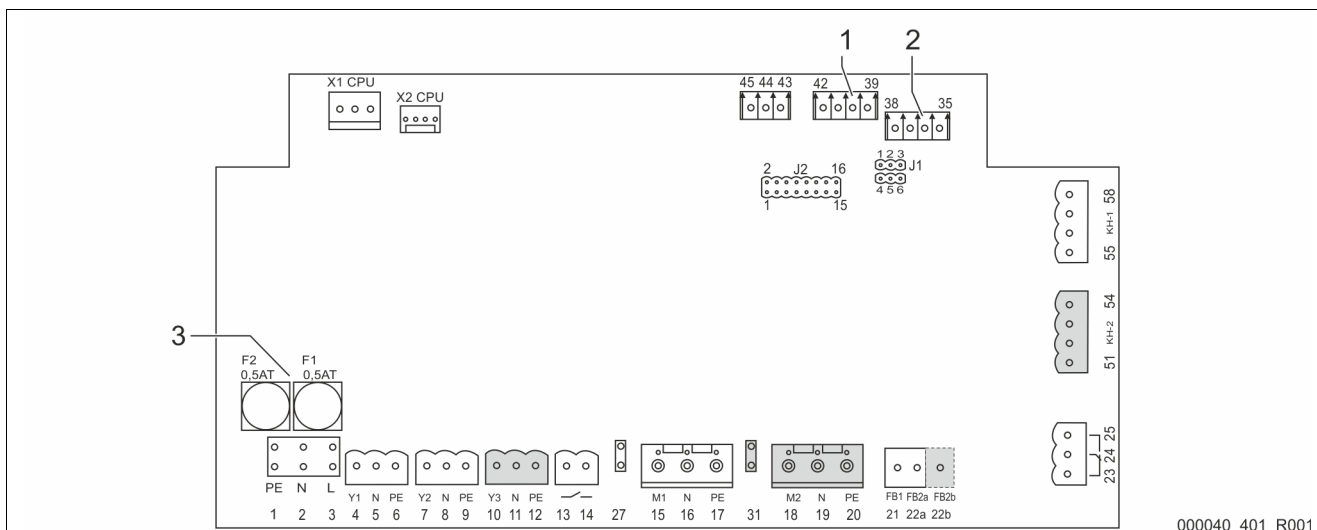 1 2
X1 CPU
X2 CPU
45 44 43
42 39
38 35
1 2 3
J1
4 5 6
2 J2 16
1 15
58
KH-1
55
54
KH-2
51
3
F2 F1
0,5AT 0,5AT
25
24
23
PE N L
Y1 N PE Y2 N PE Y3 N PE M1 N PE M2 N PE FB1 FB2a FB2b
1 2 3 4 5 6 7 8 9 10 11 12 13 14 27 15 16 17 31 18 19 20 21 22a 22b
000040_401_R001